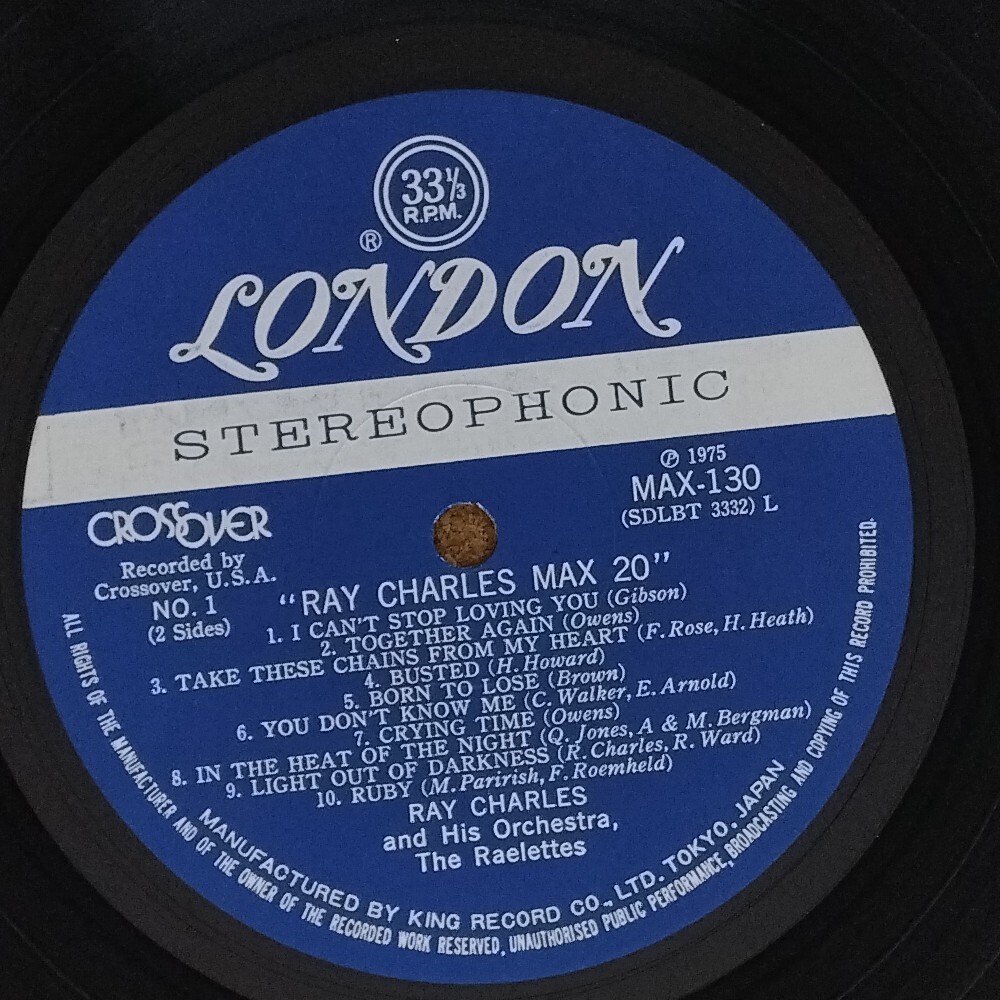 33⅓
R.P.M.
®
LONDON
STEREOPHONIC
℗ 1975
MAX-130
(SDLBT 3332) L
CROSSOVER
Recorded by
Crossover, U.S.A.
NO. 1
(2 Sides)
"RAY CHARLES MAX 20"
1. I CAN'T STOP LOVING YOU (Gibson)
2. TOGETHER AGAIN (Owens)
3. TAKE THESE CHAINS FROM MY HEART (F. Rose, H. Heath)
4. BUSTED (H. Howard)
5. BORN TO LOSE (Brown)
6. YOU DON'T KNOW ME (C. Walker, E. Arnold)
7. CRYING TIME (Owens)
8. IN THE HEAT OF THE NIGHT (Q. Jones, A & M. Bergman)
9. LIGHT OUT OF DARKNESS (R. Charles, R. Ward)
10. RUBY (M. Parirish, F. Roemheld)
RAY CHARLES
and His Orchestra,
The Raelettes
MANUFACTURED BY KING RECORD CO., LTD. TOKYO. JAPAN
ALL RIGHTS OF THE MANUFACTURER AND OF THE OWNER OF THE RECORDED WORK RESERVED, UNAUTHORISED PUBLIC PERFORMANCE, BROADCASTING AND COPYING OF THIS RECORD PROHIBITED.